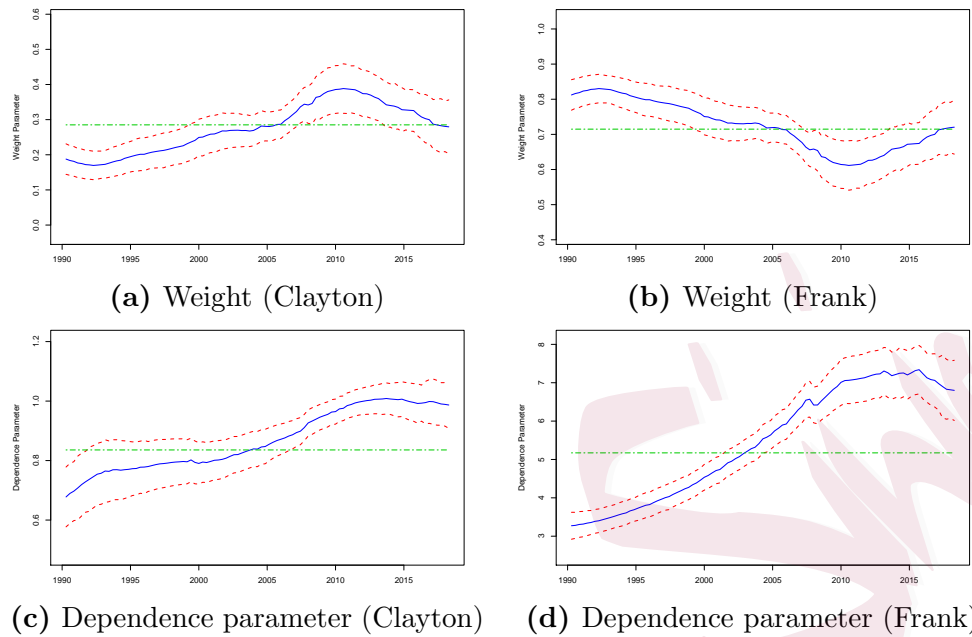 Weight Parameter
0.0 0.1 0.2 0.3 0.4 0.5 0.6
1990 1995 2000 2005 2010 2015
(a) Weight (Clayton)
Weight Parameter
0.4 0.5 0.6 0.7 0.8 0.9 1.0
1990 1995 2000 2005 2010 2015
(b) Weight (Frank)
Dependence Parameter
0.6 0.8 1.0 1.2
1990 1995 2000 2005 2010 2015
(c) Dependence parameter (Clayton)
Dependence Parameter
3 4 5 6 7 8
1990 1995 2000 2005 2010 2015
(d) Dependence parameter (Frank)